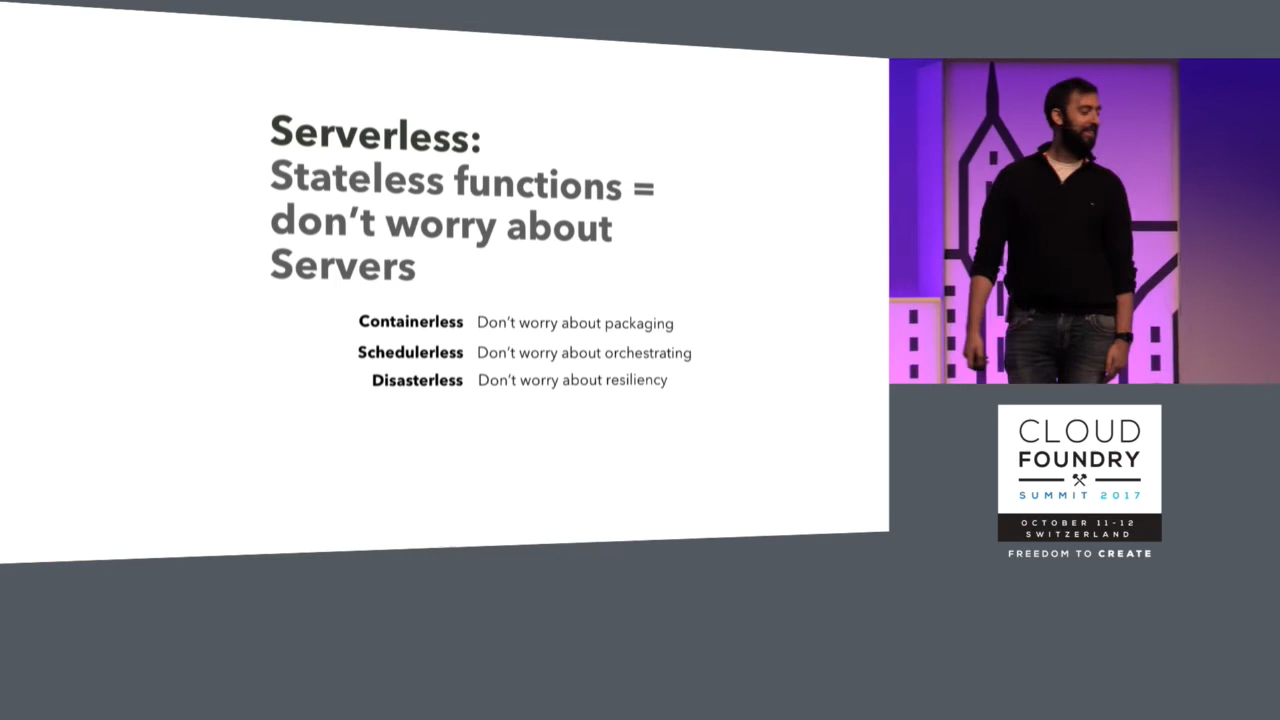 Serverless:
Stateless functions =
don't worry about
Servers
Containerless Don't worry about packaging
Schedulerless Don't worry about orchestrating
Disasterless Don't worry about resiliency
CLOUD
FOUNDRY
SUMMIT 2017
OCTOBER 11-12
SWITZERLAND
FREEDOM TO CREATE